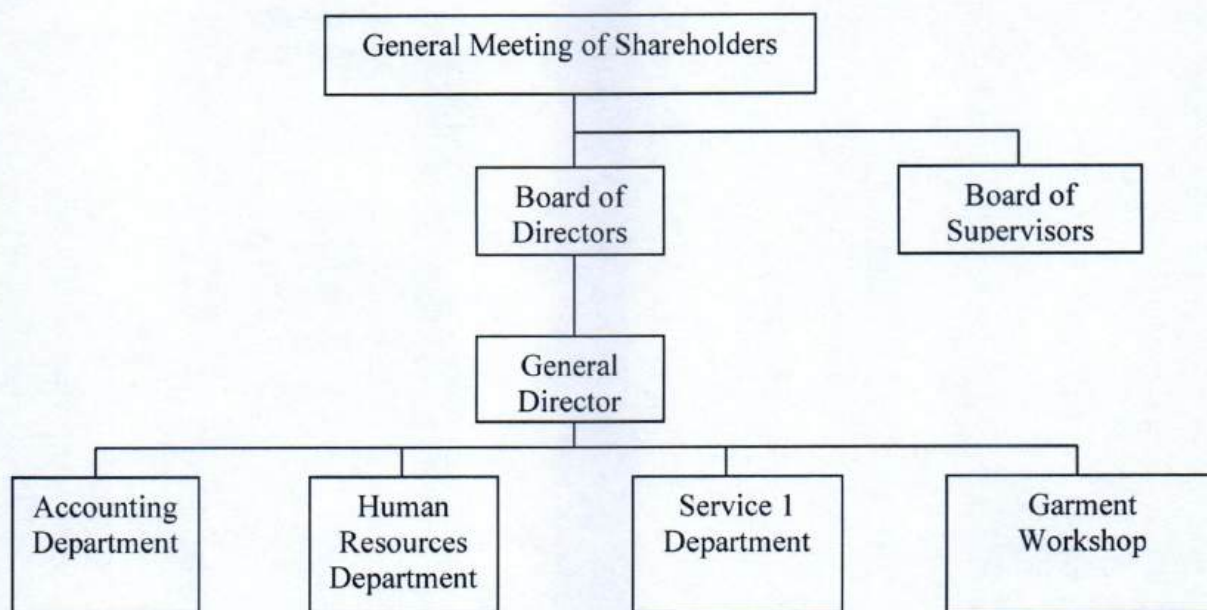 General Meeting of Shareholders
Board of
Directors
Board of
Supervisors
General
Director
Accounting
Department
Human
Resources
Department
Service 1
Department
Garment
Workshop